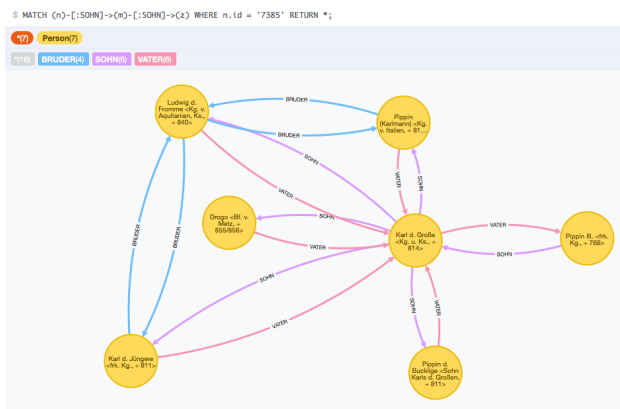 $ MATCH (n)-[:SOHN]->(m)-[:SOHN]->(z) WHERE n.id = '7385' RETURN *;
*(7) Person(7)
*(16) BRUDER(4) SOHN(6) VATER(6)
Ludwig d.
Fromme <Kg. v.
Aquitanien, Ks.,
+ 840>
BRUDER
BRUDER
Pippin
(Karlmann) <Kg.
v. Italien, + 81...
SOHN
VATER
VATER
SOHN
Drogo <Bf. v.
Metz, +
855/856>
SOHN
VATER
Karl d. Große
<Kg. u. Ks., +
814>
VATER
SOHN
Pippin III. <frk.
Kg., + 768>
BRUDER
BRUDER
SOHN
VATER
SOHN
VATER
Karl d. Jüngere
<frk. Kg., + 811>
Pippin d.
Bucklige <Sohn
Karls d. Großen,
+ 811>